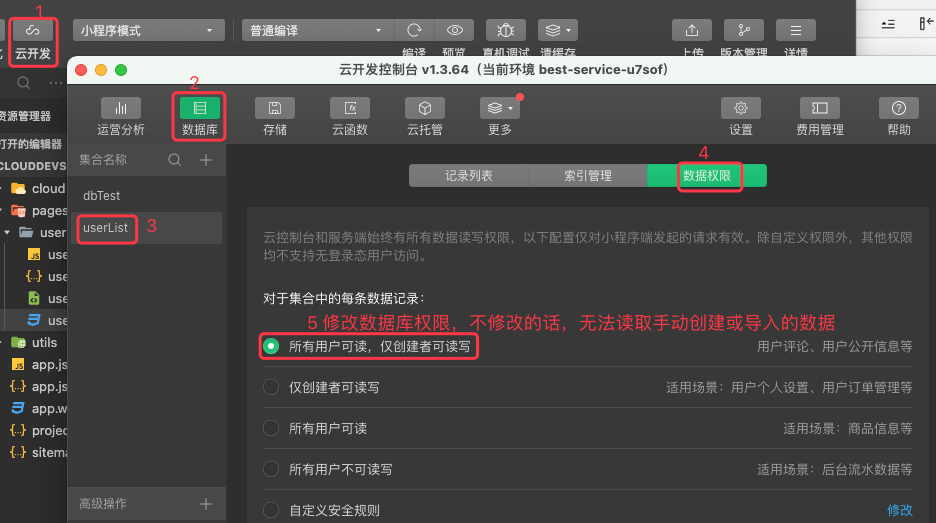 1
云开发
小程序模式
普通编译
编译
预览
真机调试
清缓存
上传
版本管理
详情
云开发控制台 v1.3.64（当前环境 best-service-u7sof）
2
运营分析
数据库
存储
云函数
云托管
更多
设置
费用管理
帮助
资源管理器
打开的编辑器
CLOUDDEVS
cloud
pages
user
use
use
use
use
utils
app.js
app.js
app.w
projec
sitema
集合名称
dbTest
userList
3
高级操作
4
记录列表
索引管理
数据权限
云控制台和服务端始终有所有数据读写权限，以下配置仅对小程序端发起的请求有效。除自定义权限外，其他权限
均不支持无登录态用户访问。
对于集合中的每条数据记录：
5 修改数据库权限，不修改的话，无法读取手动创建或导入的数据
所有用户可读，仅创建者可读写
用户评论、用户公开信息等
仅创建者可读写
适用场景：用户个人设置、用户订单管理等
所有用户可读
适用场景：商品信息等
所有用户不可读写
适用场景：后台流水数据等
自定义安全规则
修改